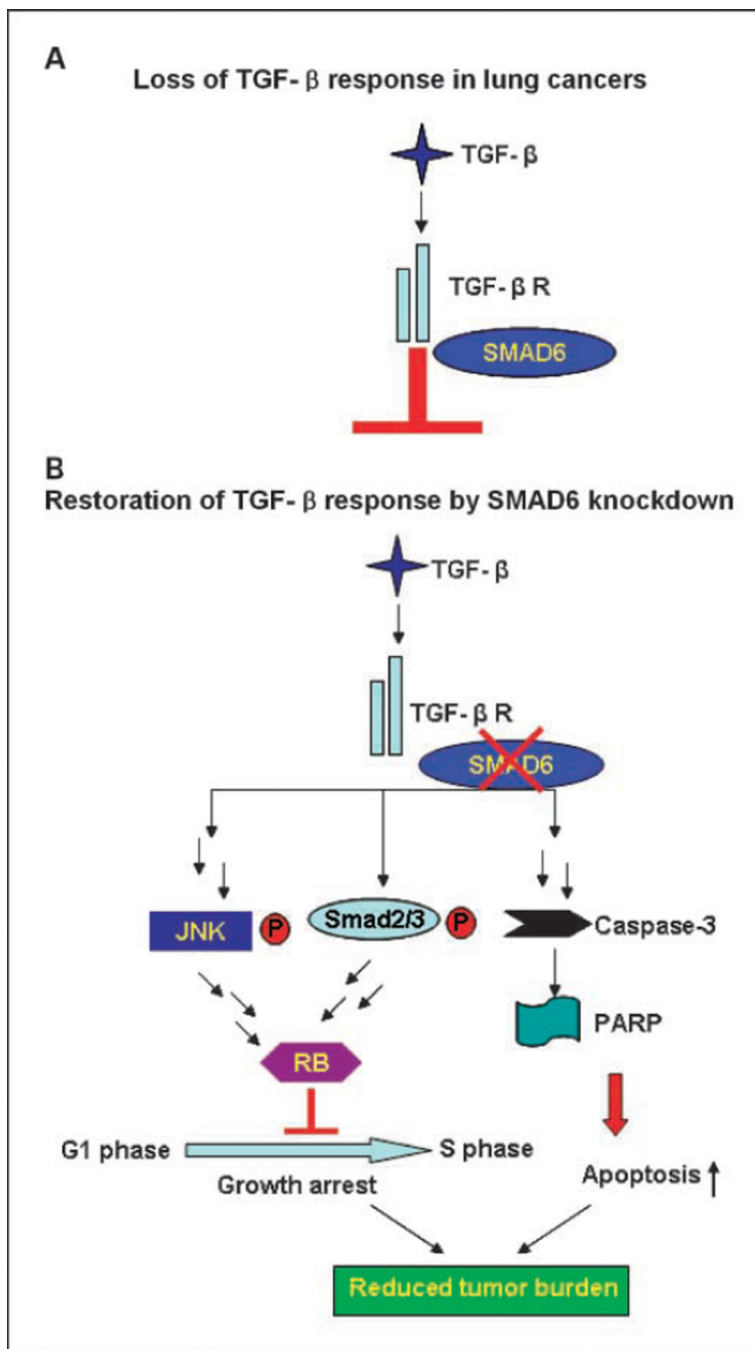 A
Loss of TGF- β response in lung cancers
TGF- β
TGF- β R
SMAD6
B
Restoration of TGF- β response by SMAD6 knockdown
TGF- β
TGF- β R
SMAD6
JNK
P
Smad2/3
P
Caspase-3
PARP
RB
G1 phase
S phase
Growth arrest
Apoptosis
Reduced tumor burden